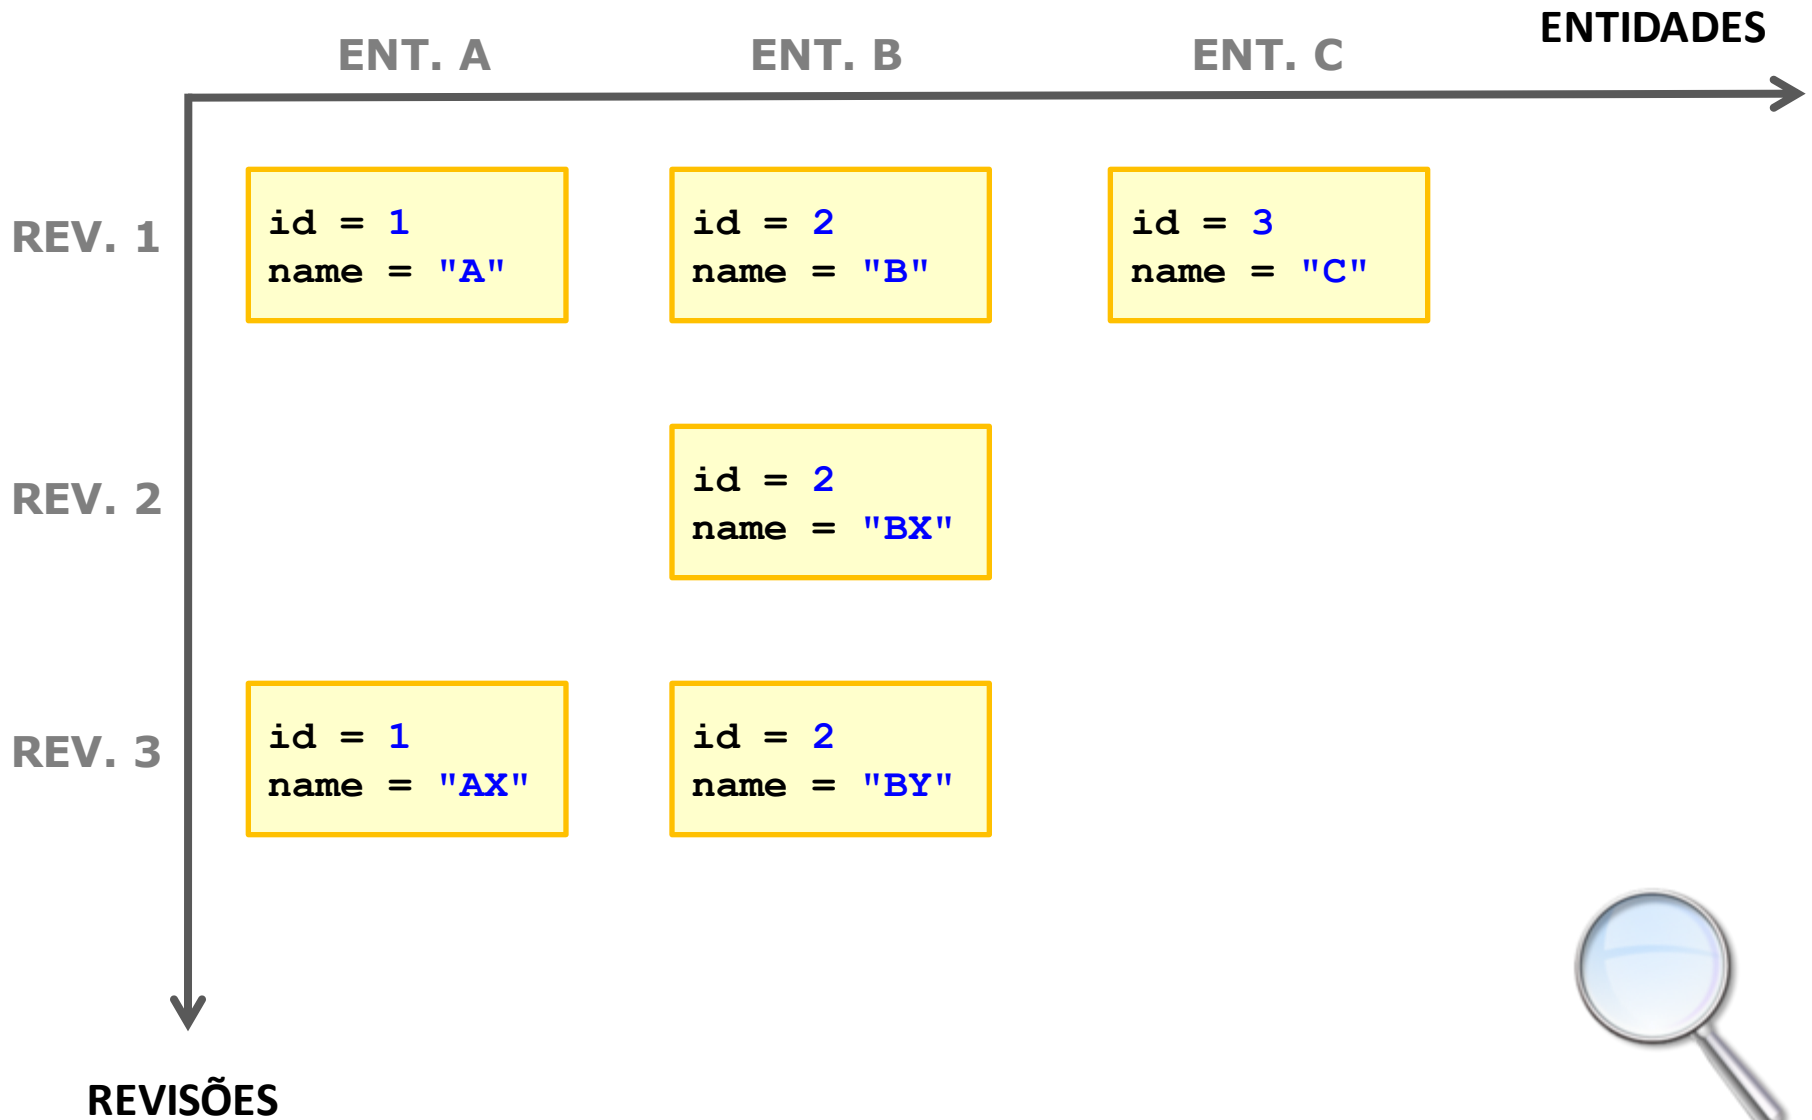 ENTIDADES
ENT. A ENT. B ENT. C
REV. 1
id = 1
name = "A"
id = 2
name = "B"
id = 3
name = "C"
REV. 2
id = 2
name = "BX"
REV. 3
id = 1
name = "AX"
id = 2
name = "BY"
REVISÕES